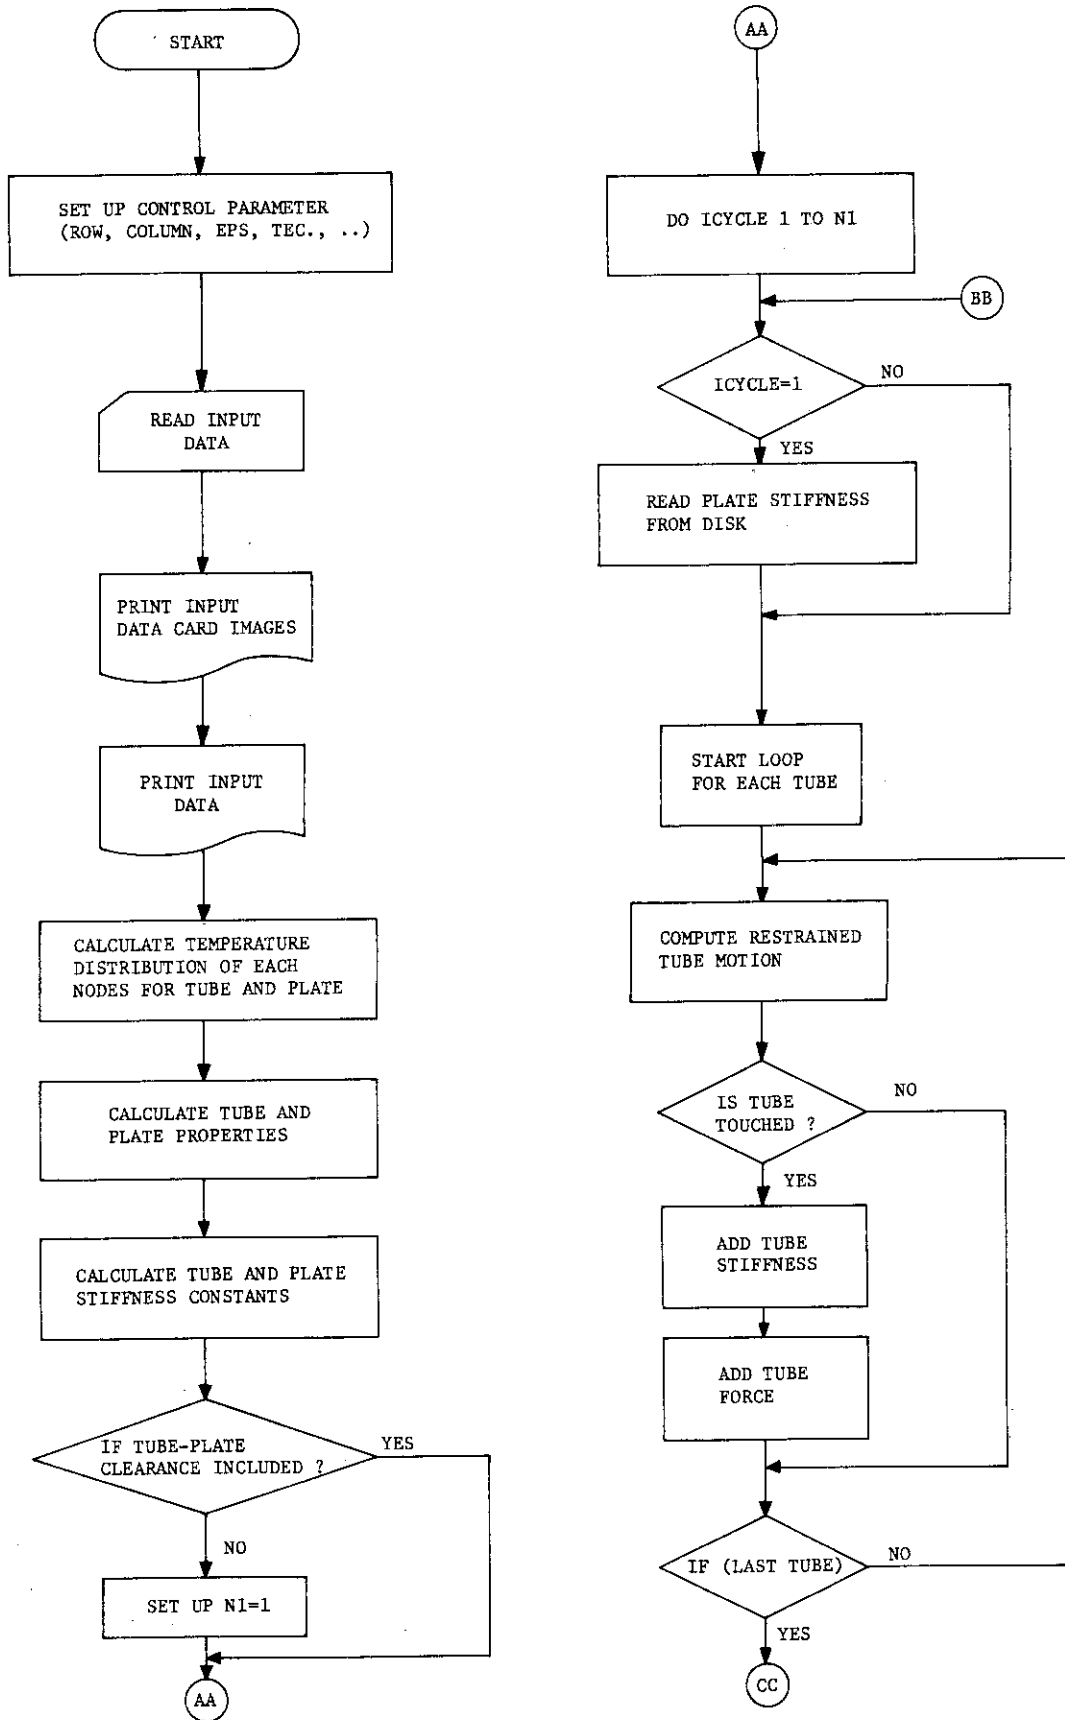 START
SET UP CONTROL PARAMETER
(ROW, COLUMN, EPS, TEC., ..)
READ INPUT
DATA
PRINT INPUT
DATA CARD IMAGES
PRINT INPUT
DATA
CALCULATE TEMPERATURE
DISTRIBUTION OF EACH
NODES FOR TUBE AND PLATE
CALCULATE TUBE AND
PLATE PROPERTIES
CALCULATE TUBE AND PLATE
STIFFNESS CONSTANTS
IF TUBE-PLATE
CLEARANCE INCLUDED ?
YES
NO
SET UP N1=1
AA
AA
DO ICYCLE 1 TO N1
BB
ICYCLE=1
NO
YES
READ PLATE STIFFNESS
FROM DISK
START LOOP
FOR EACH TUBE
COMPUTE RESTRAINED
TUBE MOTION
IS TUBE
TOUCHED ?
NO
YES
ADD TUBE
STIFFNESS
ADD TUBE
FORCE
IF (LAST TUBE)
NO
YES
CC